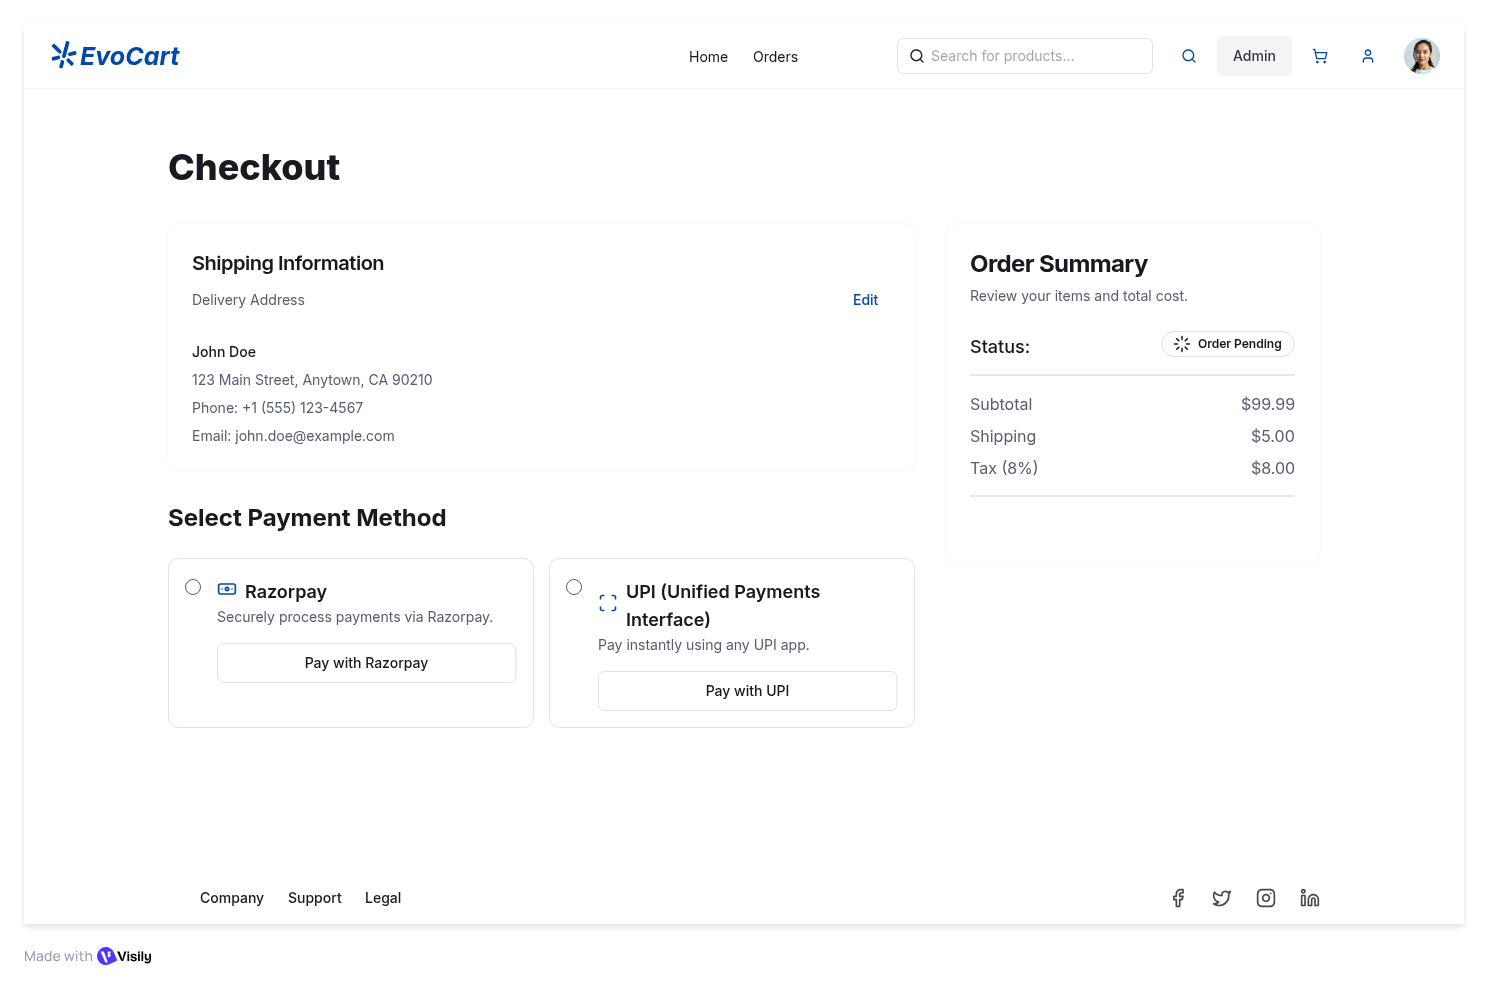 EvoCart
Home
Orders
Search for products...
Admin
Checkout
Shipping Information
Delivery Address
Edit
John Doe
123 Main Street, Anytown, CA 90210
Phone: +1 (555) 123-4567
Email: john.doe@example.com
Order Summary
Review your items and total cost.
Status:
Order Pending
Subtotal $99.99
Shipping $5.00
Tax (8%) $8.00
Select Payment Method
Razorpay
Securely process payments via Razorpay.
Pay with Razorpay
UPI (Unified Payments
Interface)
Pay instantly using any UPI app.
Pay with UPI
Company
Support
Legal
Made with Visily